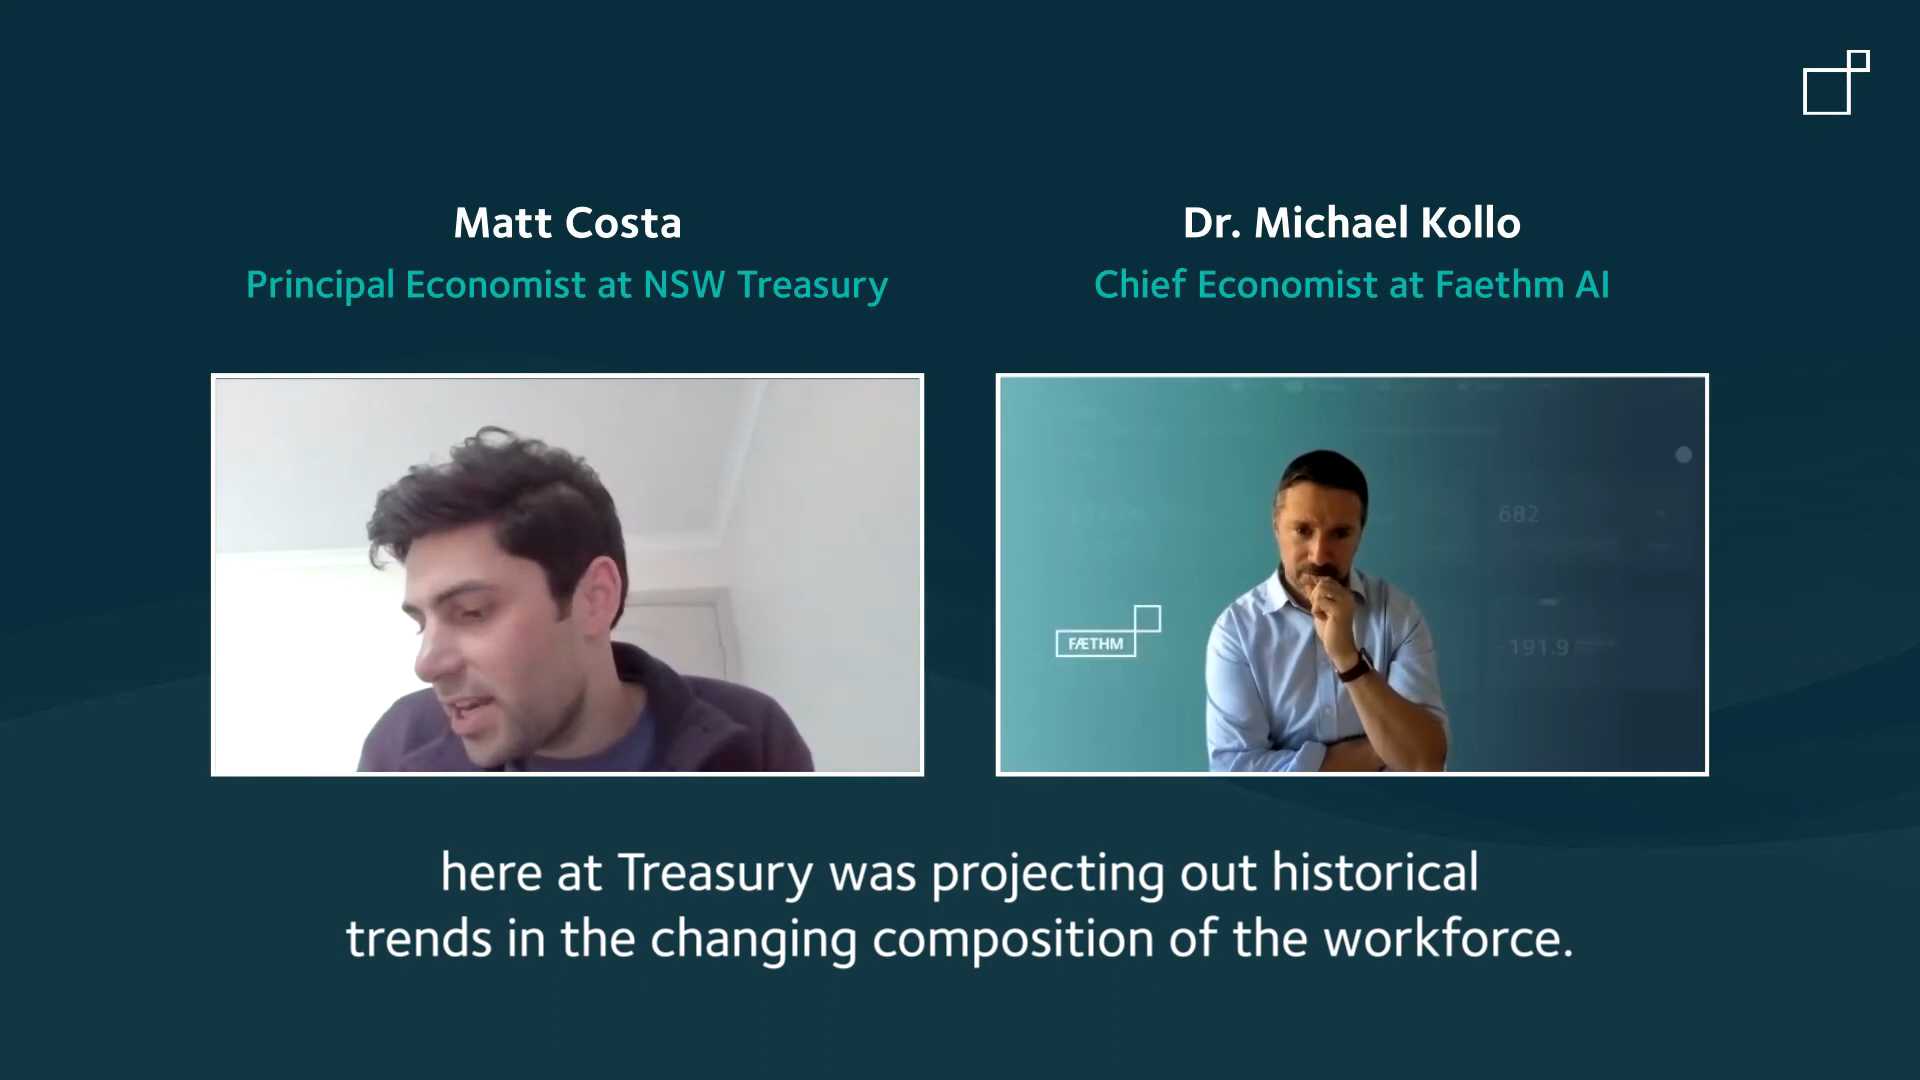 Matt Costa
Principal Economist at NSW Treasury
Dr. Michael Kollo
Chief Economist at Faethm AI
682
FÆTHM
191.9
here at Treasury was projecting out historical
trends in the changing composition of the workforce.